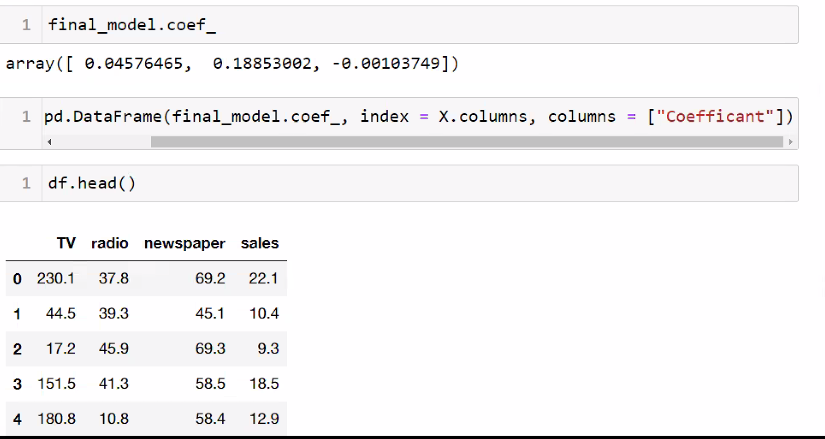 1 final_model.coef_
array([ 0.04576465,  0.18853002, -0.00103749])
1 pd.DataFrame(final_model.coef_, index = X.columns, columns = ["Coefficant"])
1 df.head()
TV radio newspaper sales
0 230.1 37.8 69.2 22.1
1 44.5 39.3 45.1 10.4
2 17.2 45.9 69.3 9.3
3 151.5 41.3 58.5 18.5
4 180.8 10.8 58.4 12.9